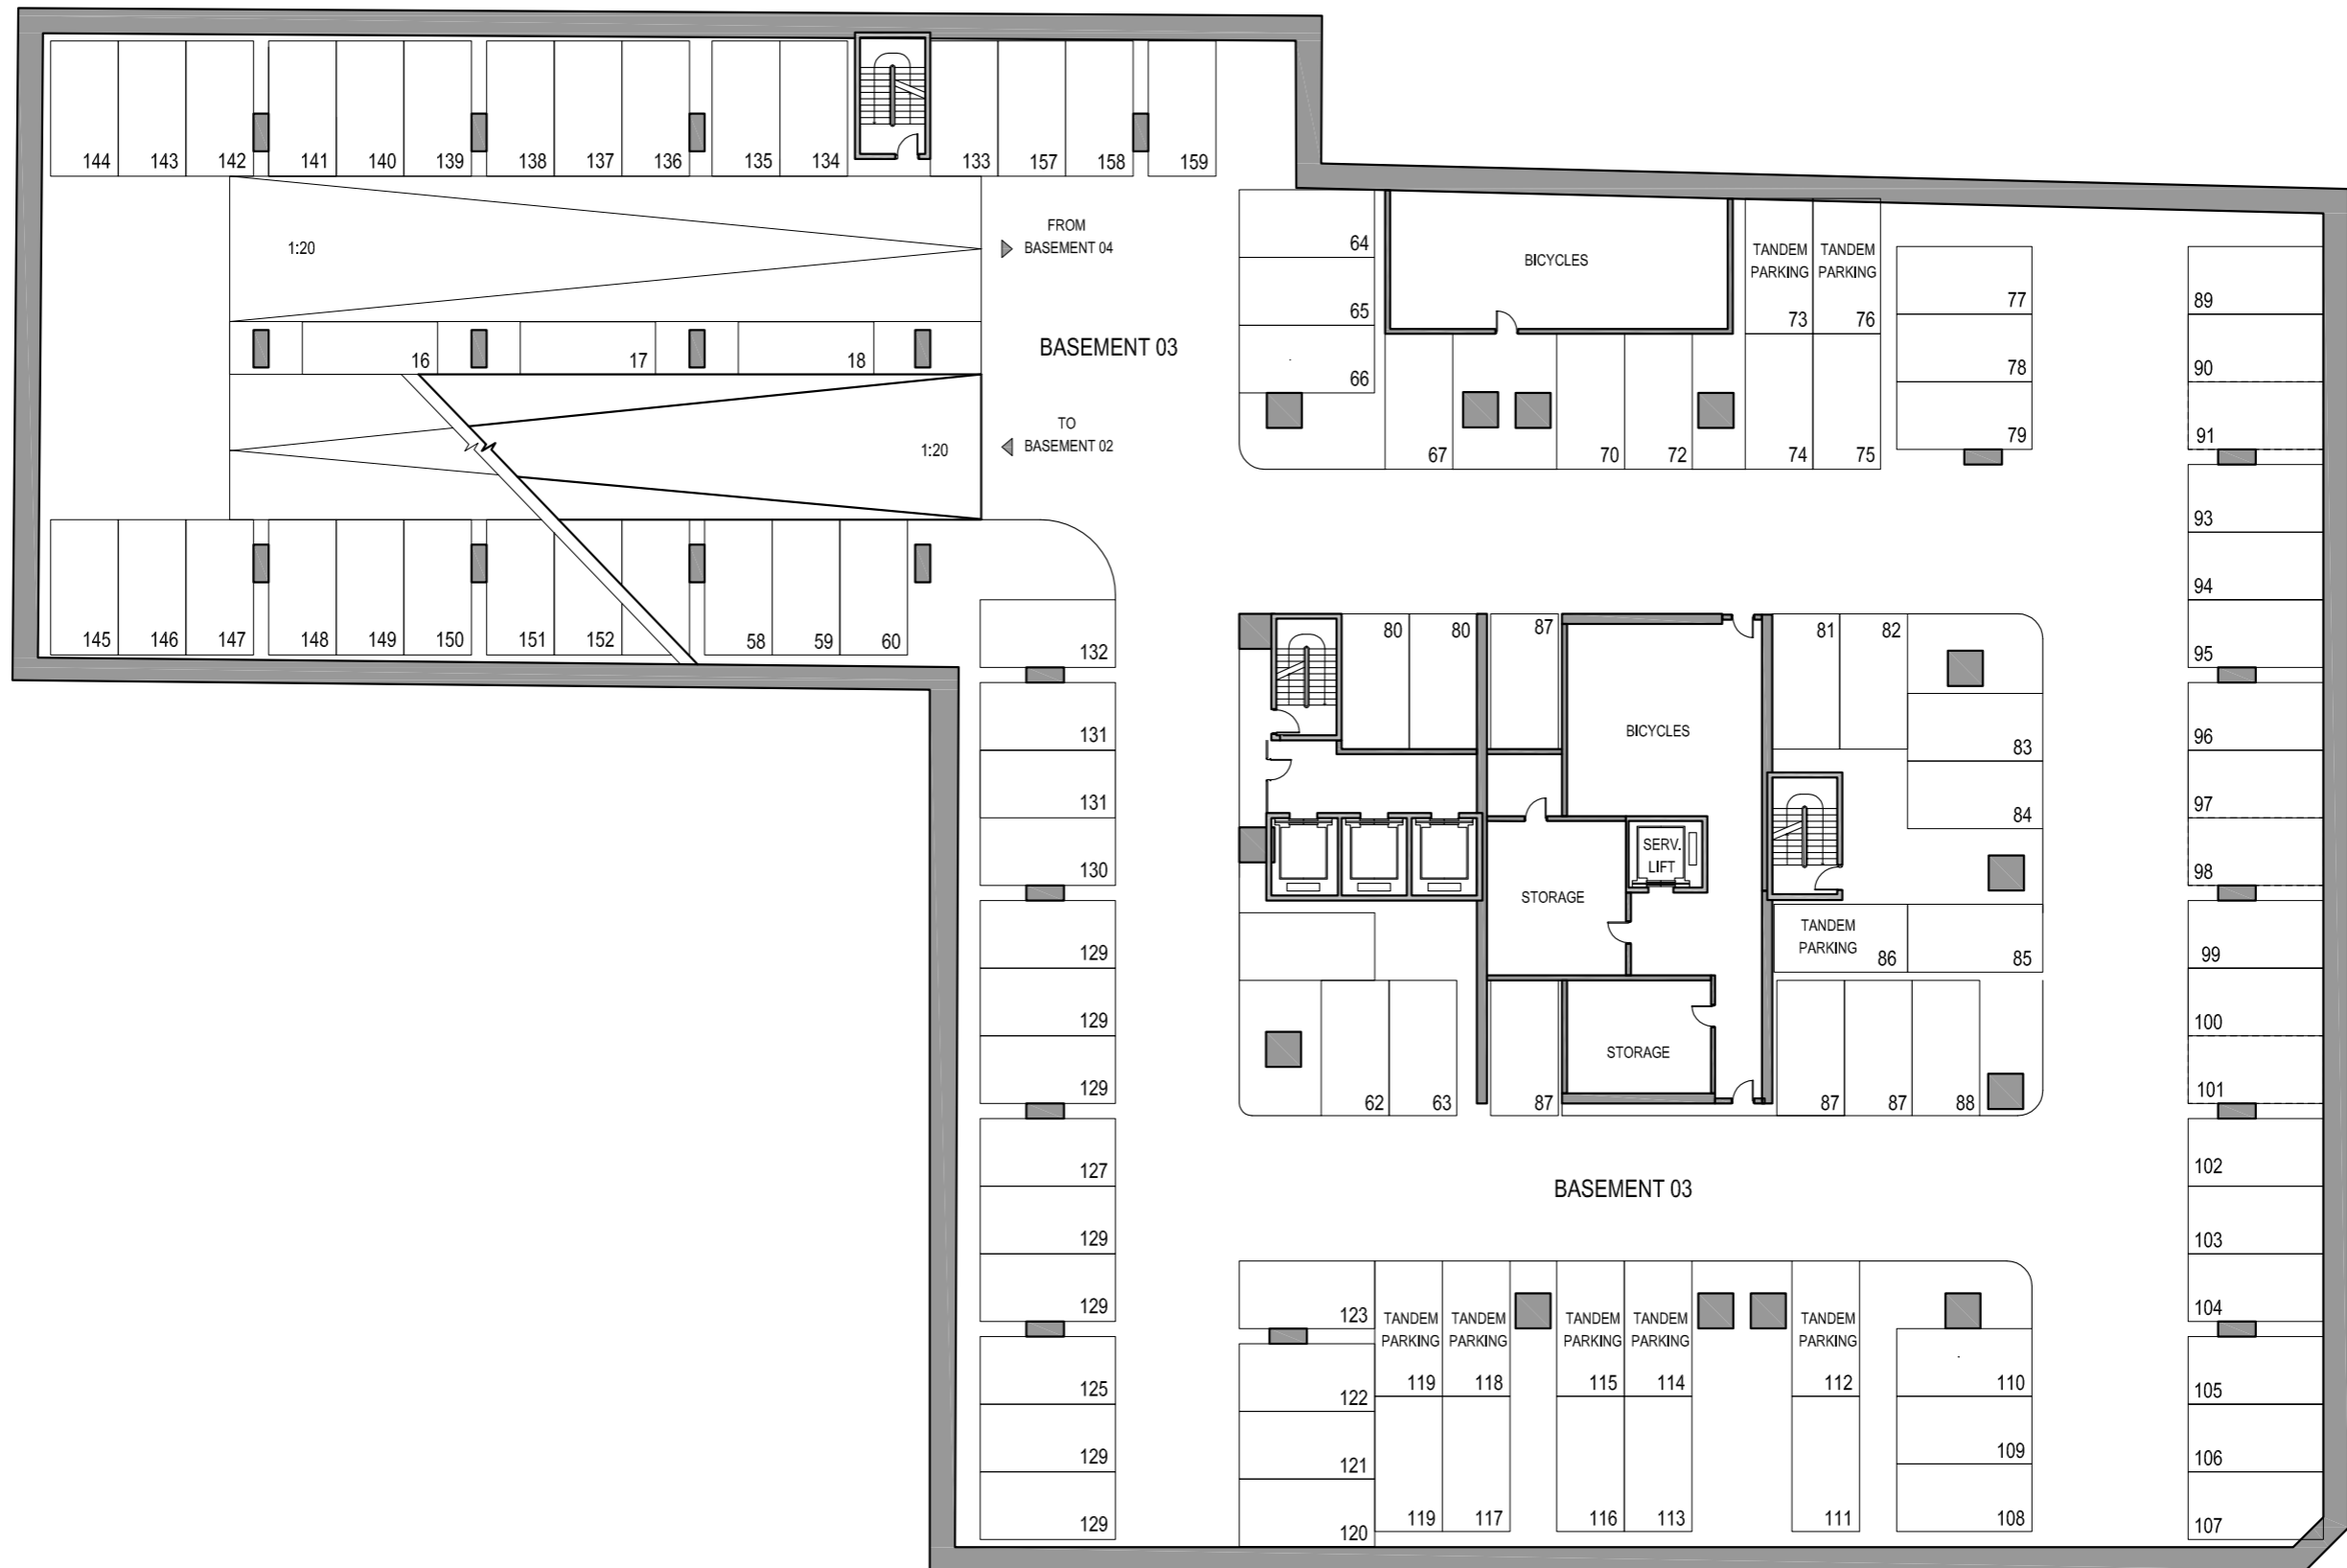 144 143 142 141 140 139 138 137 136 135 134 133 157 158 159
1:20
FROM
BASEMENT 04
16 17 18
BASEMENT 03
TO
BASEMENT 02
1:20
145 146 147 148 149 150 151 152 58 59 60
64
65
66
BICYCLES
TANDEM
PARKING
73
TANDEM
PARKING
76
67 70 72 74 75
77
78
79
89
90
91
93
94
95
96
97
98
99
100
101
102
103
104
105
106
107
132
131
131
130
129
129
129
127
129
129
125
129
129
80 80 87
BICYCLES
81 82
83
84
SERV.
LIFT
STORAGE
TANDEM
PARKING
86 85
STORAGE
62 63 87 87 87 88
BASEMENT 03
123
122
121
120
TANDEM
PARKING
119
TANDEM
PARKING
118
TANDEM
PARKING
115
TANDEM
PARKING
114
TANDEM
PARKING
112
119 117 116 113 111
110
109
108